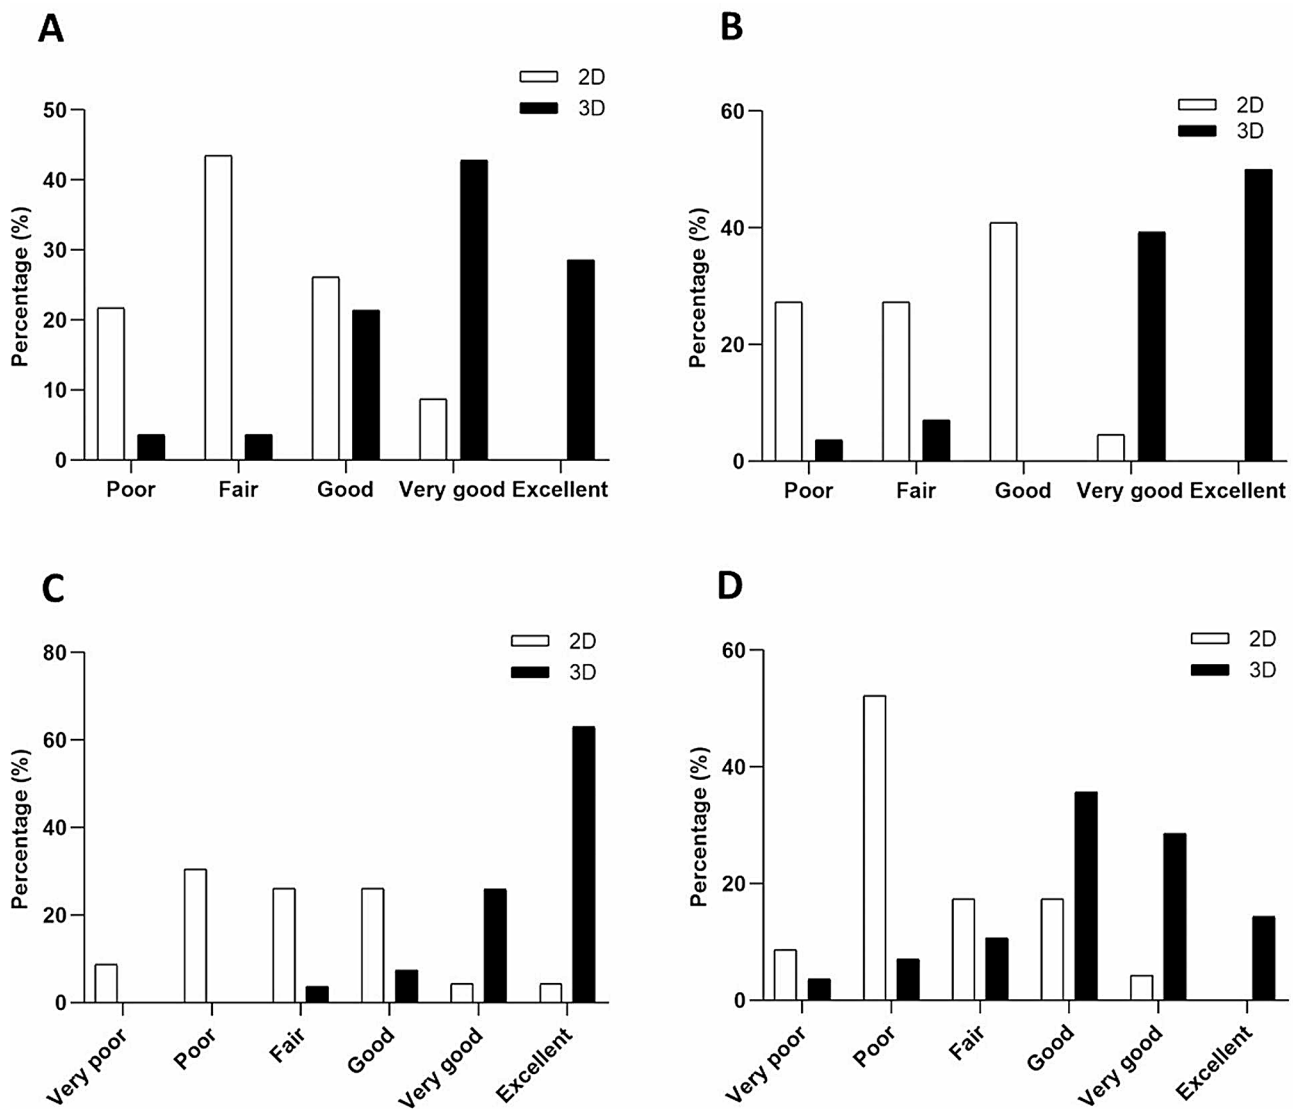 A
2D
3D
50
40
30
20
10
0
Percentage (%)
Poor Fair Good Very good Excellent
B
2D
3D
60
40
20
0
Percentage (%)
Poor Fair Good Very good Excellent
C
2D
3D
80
60
40
20
0
Percentage (%)
Very poor Poor Fair Good Very good Excellent
D
2D
3D
60
40
20
0
Percentage (%)
Very poor Poor Fair Good Very good Excellent